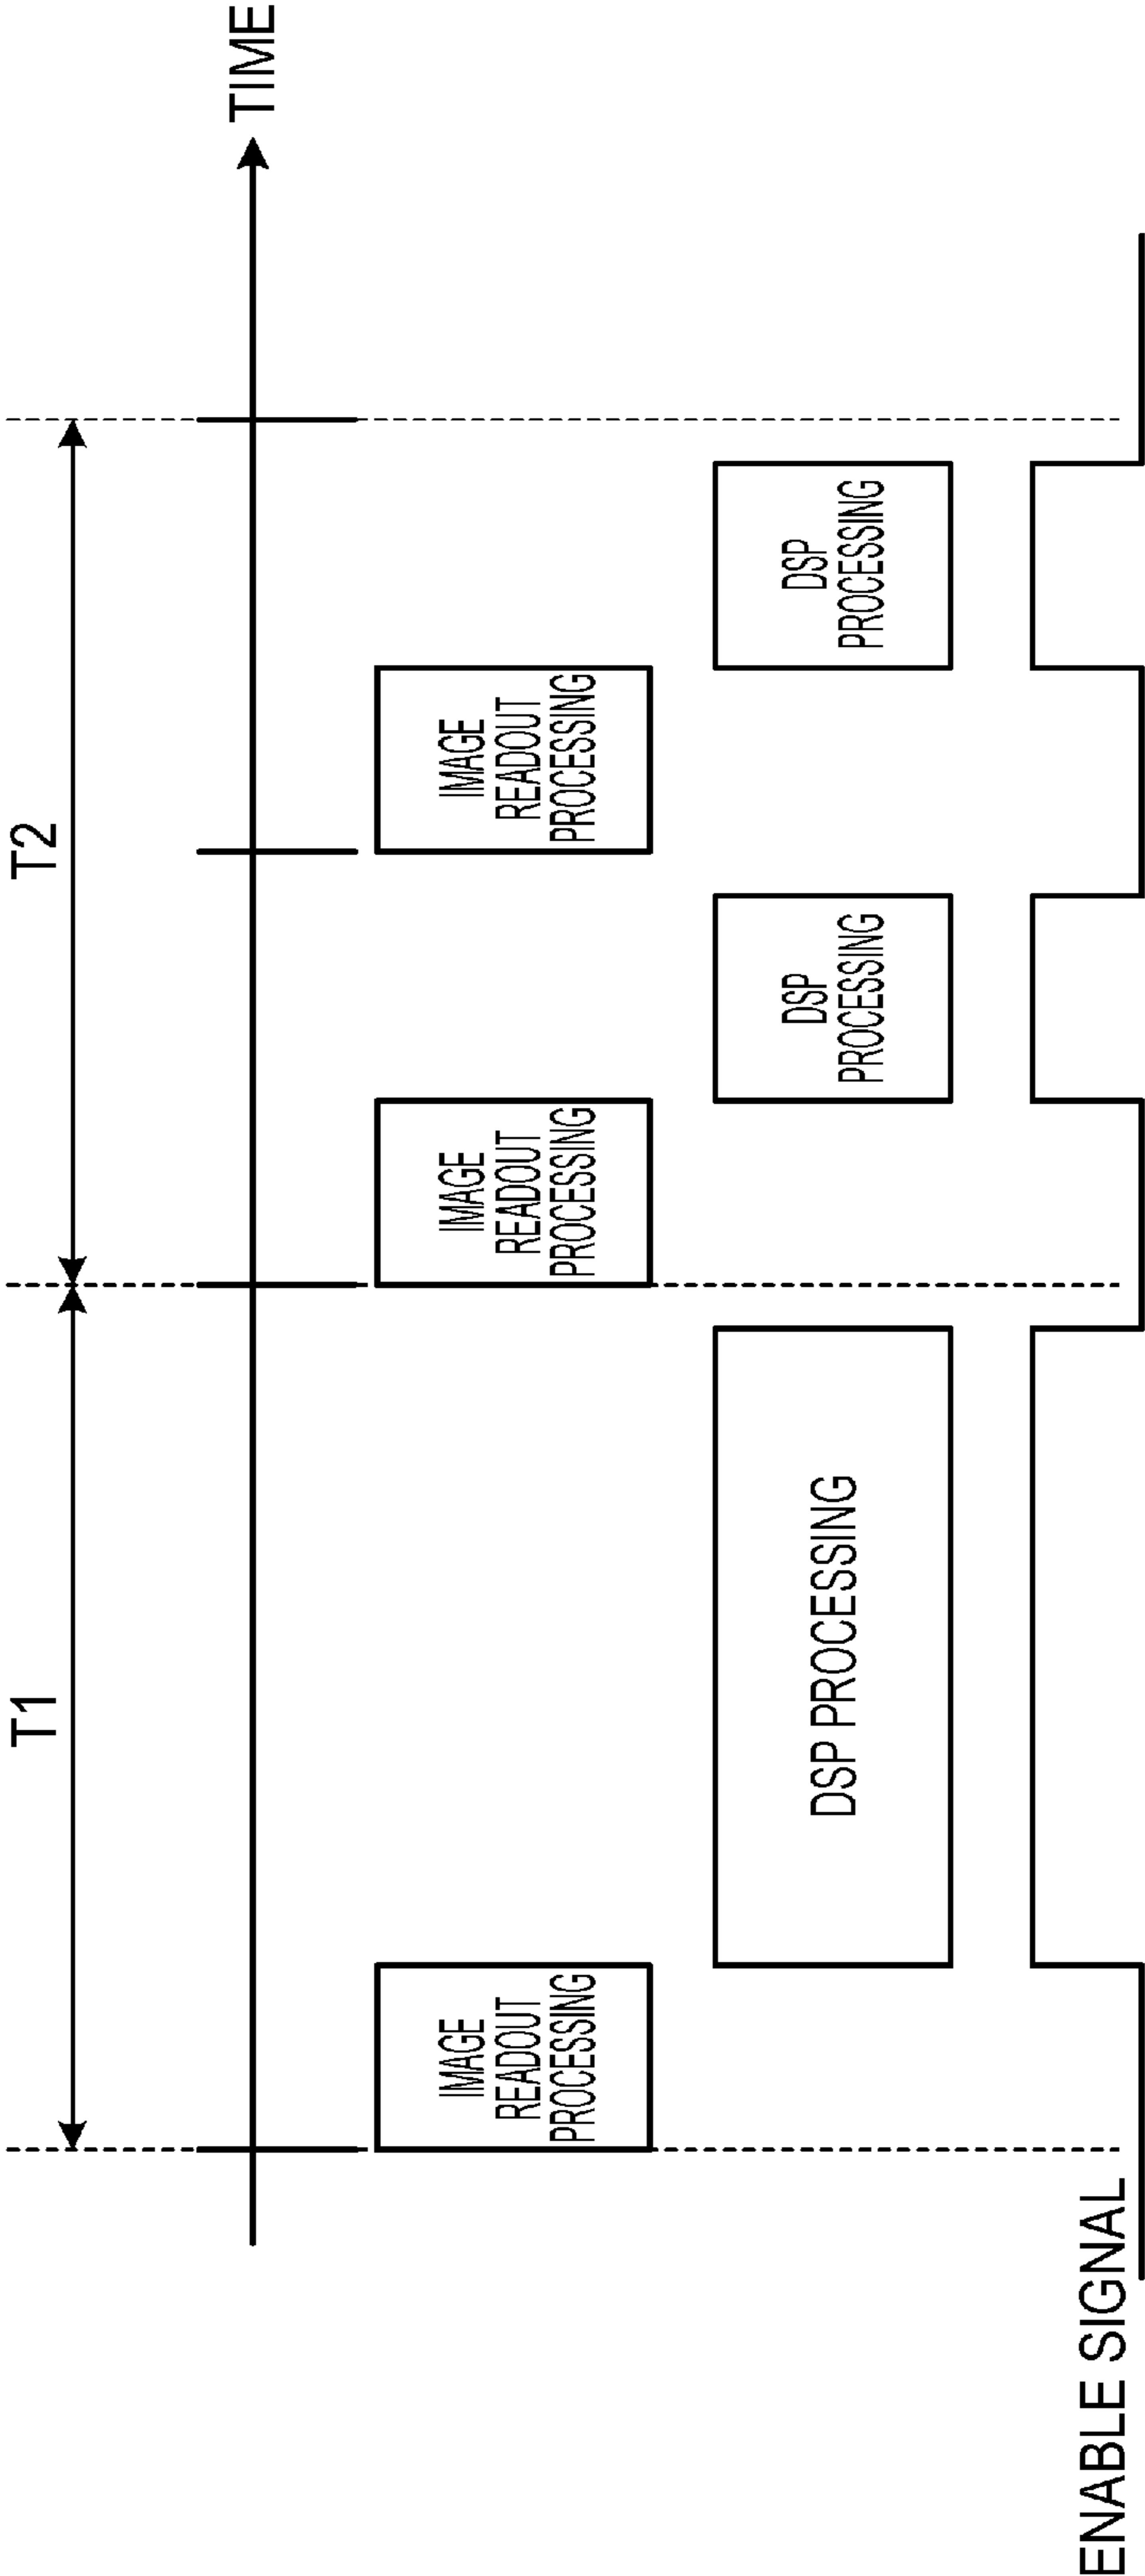 T1
T2
TIME
IMAGE
READOUT
PROCESSING
IMAGE
READOUT
PROCESSING
IMAGE
READOUT
PROCESSING
DSP PROCESSING
DSP
PROCESSING
DSP
PROCESSING
ENABLE SIGNAL